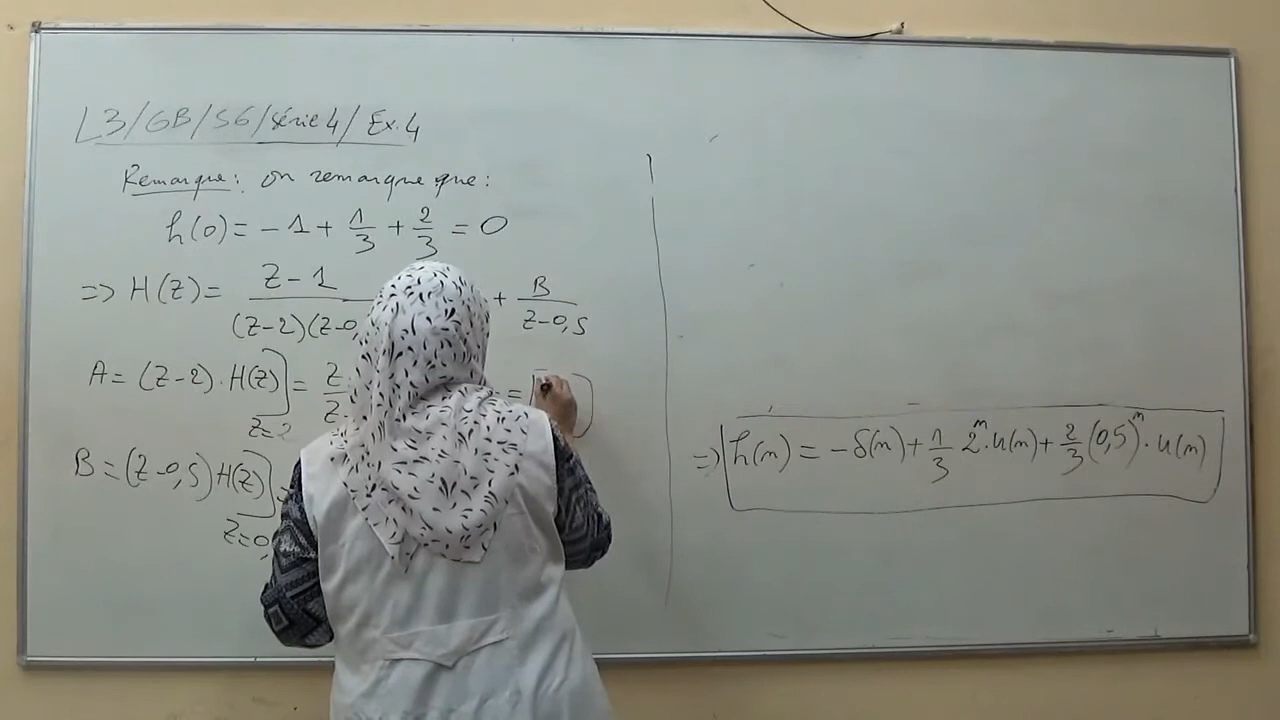 L3/GB/S6/série 4/ Ex.4
Remarque: on remarque que:
h(0) = -1 + 1/3 + 2/3 = 0
=> H(z) = z-1 / (z-2)(z-0, + B / z-0,5
A = (z-2) . H(z)] z=2 = z =
B = (z-0,5) H(z)] z=0,
=> h(n) = -δ(n) + 1/3 2^n . u(n) + 2/3 (0,5)^n . u(n)